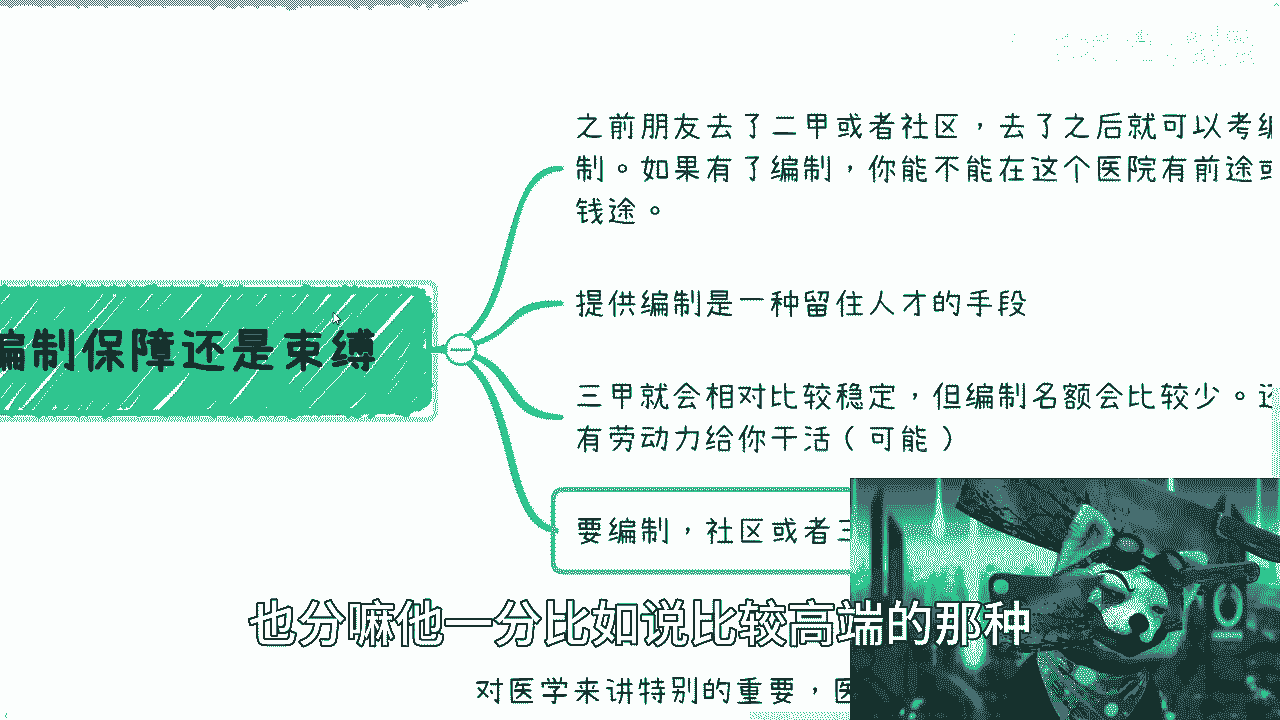 之前朋友去了二甲或者社区，去了之后就可以考编
制。如果有了编制，你能不能在这个医院有前途或
钱途。
编制保障还是束缚
提供编制是一种留住人才的手段
三甲就会相对比较稳定，但编制名额会比较少。还
有劳动力给你干活（可能）
要编制，社区或者三
也分嘛他一分比如说比较高端的那种
对医学来讲特别的重要，医